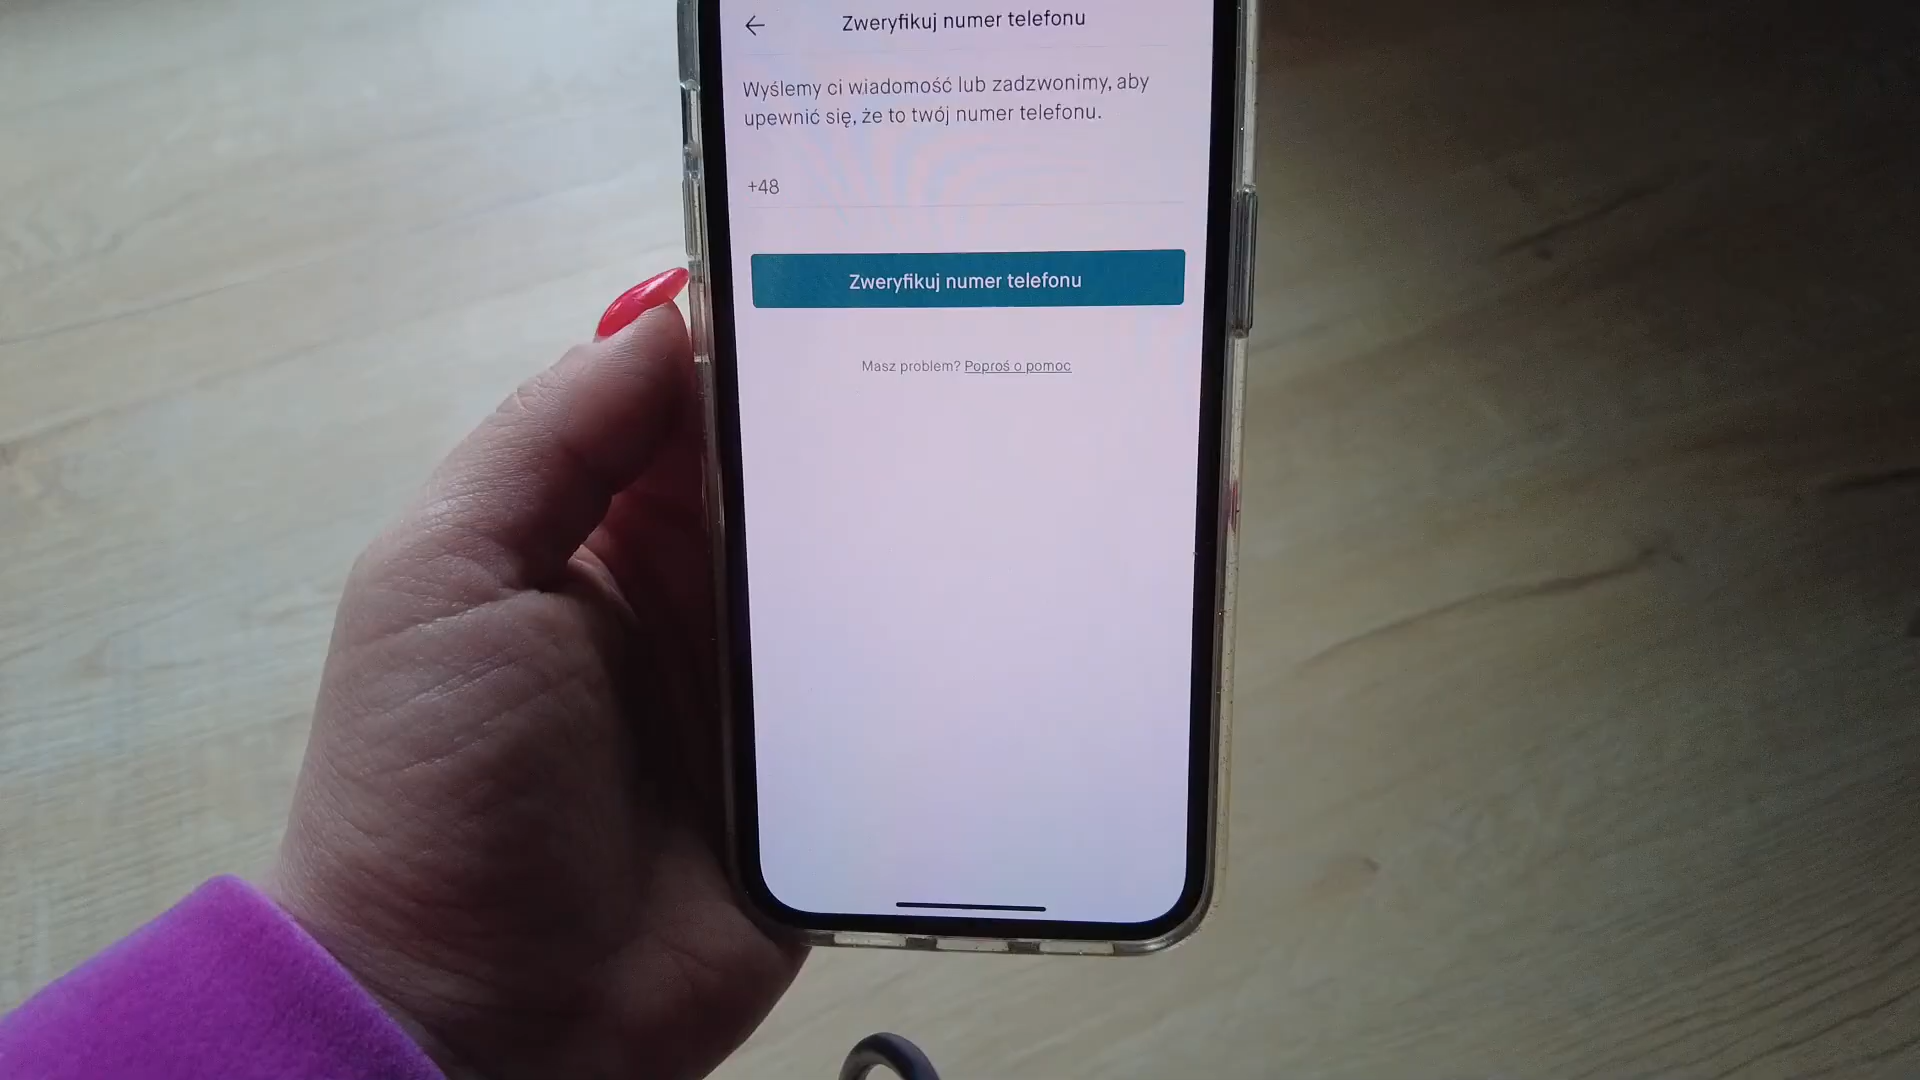 Zweryfikuj numer telefonu
Wyślemy ci wiadomość lub zadzwonimy, aby
upewnić się, że to twój numer telefonu.
+48
Zweryfikuj numer telefonu
Masz problem? Poproś o pomoc